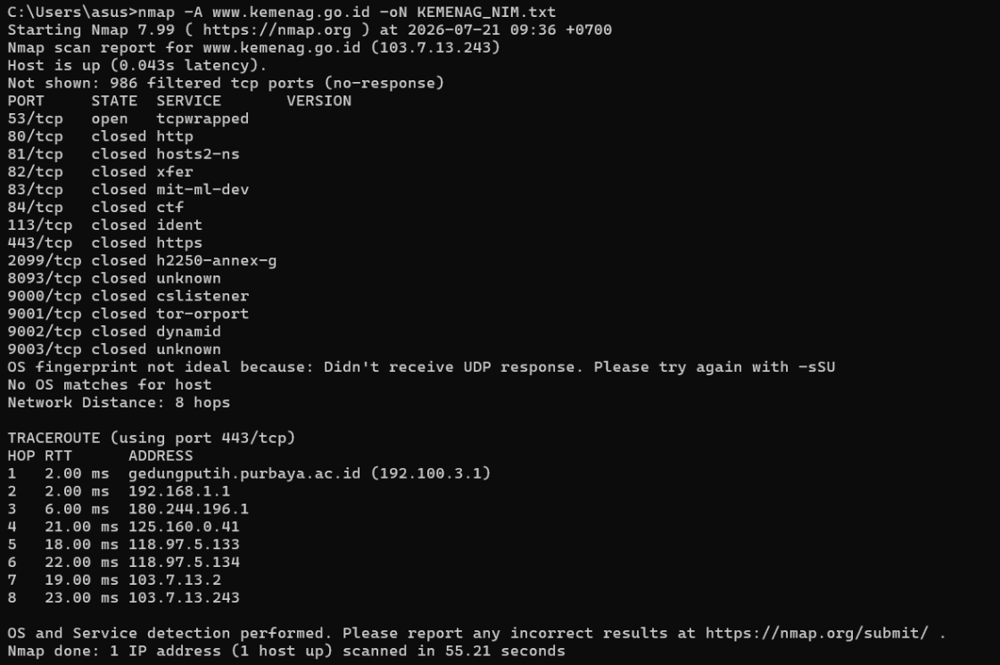 C:\Users\asus>nmap -A www.kemenag.go.id -oN KEMENAG_NIM.txt
Starting Nmap 7.99 ( https://nmap.org ) at 2026-07-21 09:36 +0700
Nmap scan report for www.kemenag.go.id (103.7.13.243)
Host is up (0.043s latency).
Not shown: 986 filtered tcp ports (no-response)
PORT     STATE  SERVICE       VERSION
53/tcp   open   tcpwrapped
80/tcp   closed http
81/tcp   closed hosts2-ns
82/tcp   closed xfer
83/tcp   closed mit-ml-dev
84/tcp   closed ctf
113/tcp  closed ident
443/tcp  closed https
2099/tcp closed h2250-annex-g
8093/tcp closed unknown
9000/tcp closed cslistener
9001/tcp closed tor-orport
9002/tcp closed dynamid
9003/tcp closed unknown
OS fingerprint not ideal because: Didn't receive UDP response. Please try again with -sSU
No OS matches for host
Network Distance: 8 hops

TRACEROUTE (using port 443/tcp)
HOP RTT      ADDRESS
1   2.00 ms  gedungputih.purbaya.ac.id (192.100.3.1)
2   2.00 ms  192.168.1.1
3   6.00 ms  180.244.196.1
4   21.00 ms 125.160.0.41
5   18.00 ms 118.97.5.133
6   22.00 ms 118.97.5.134
7   19.00 ms 103.7.13.2
8   23.00 ms 103.7.13.243

OS and Service detection performed. Please report any incorrect results at https://nmap.org/submit/ .
Nmap done: 1 IP address (1 host up) scanned in 55.21 seconds